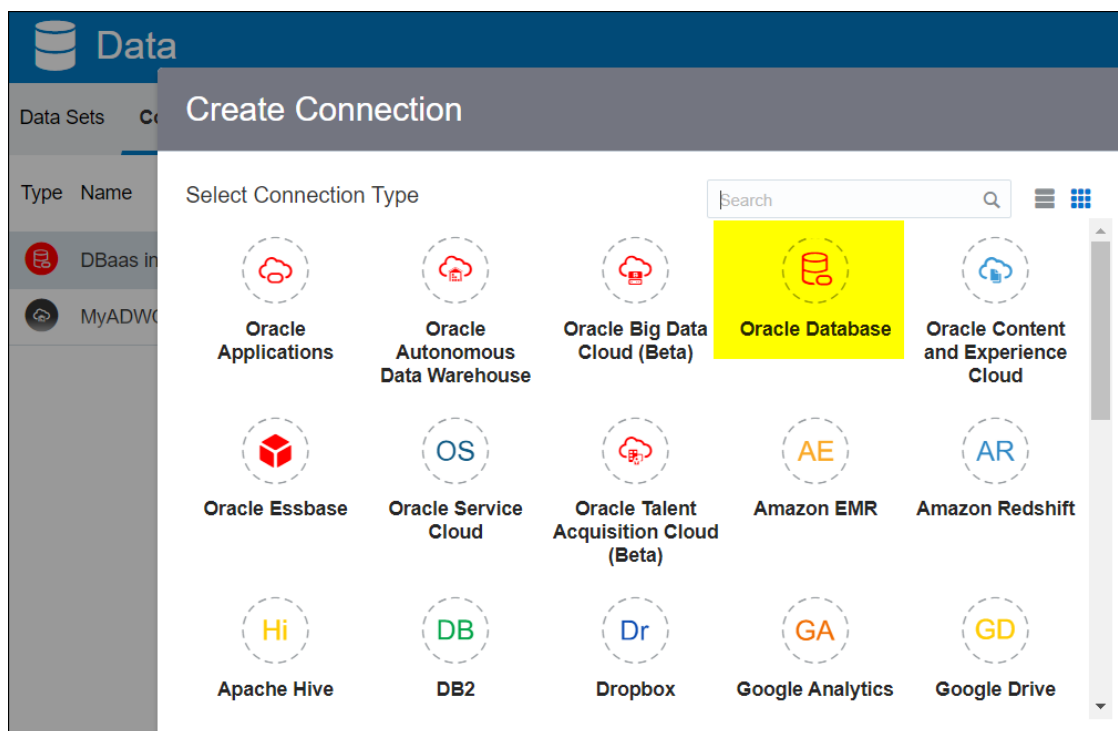 Data
Create Connection
Data Sets
Select Connection Type
Search
Type Name
DBaas in
MyADWC
Oracle
Applications
Oracle
Autonomous
Data Warehouse
Oracle Big Data
Cloud (Beta)
Oracle Database
Oracle Content
and Experience
Cloud
OS
AE
AR
Oracle Essbase
Oracle Service
Cloud
Oracle Talent
Acquisition Cloud
(Beta)
Amazon EMR
Amazon Redshift
Hi
DB
Dr
GA
GD
Apache Hive
DB2
Dropbox
Google Analytics
Google Drive